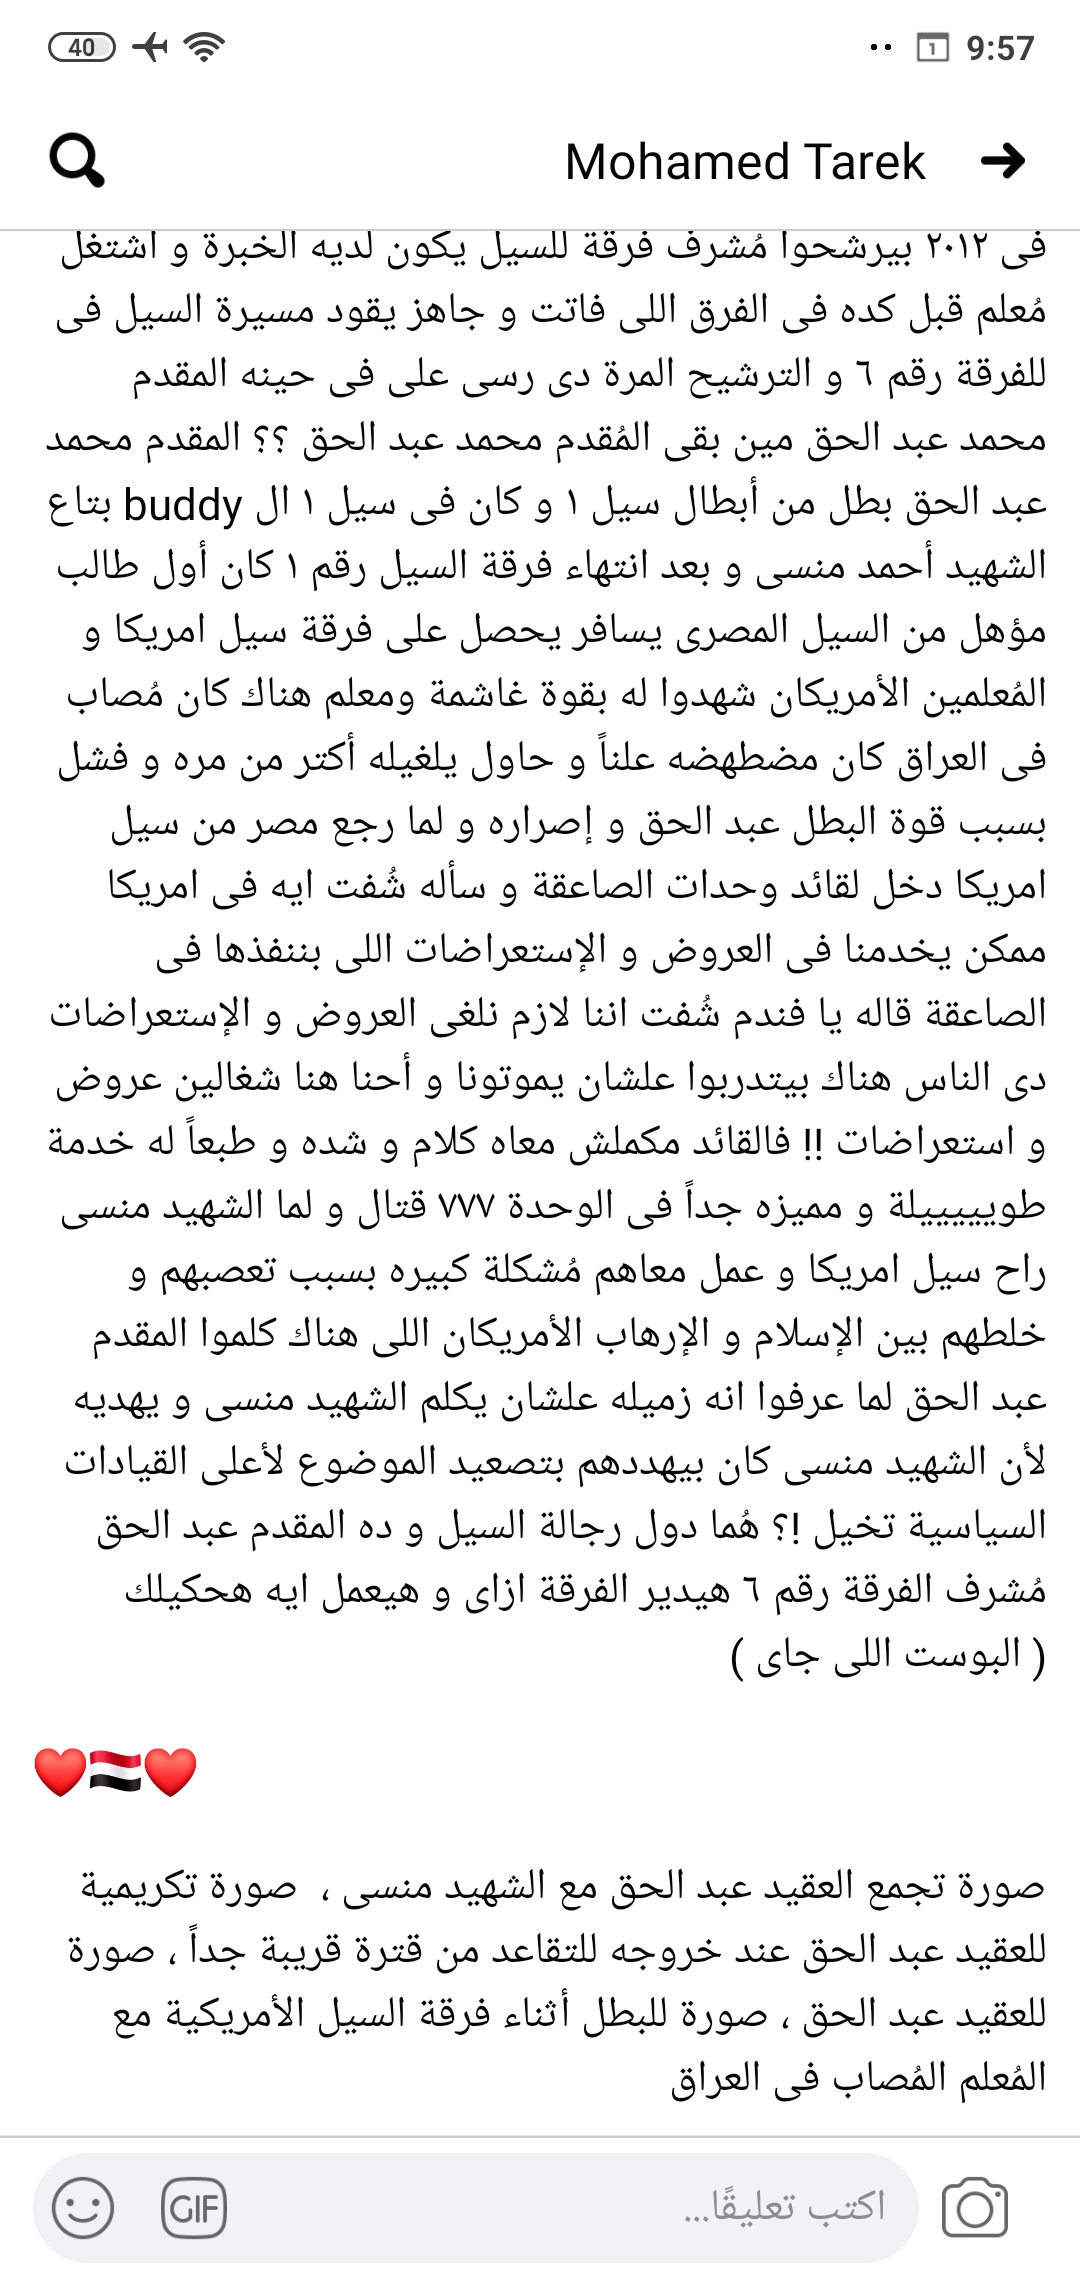 40
9:57
Mohamed Tarek
فى ٢٠١٢ بيرشحوا مُشرف فرقة للسيل يكون لديه الخبرة و اشتغل
مُعلم قبل كده فى الفرق اللى فاتت و جاهز يقود مسيرة السيل فى
للفرقة رقم ٦ و الترشيح المرة دى رسى على فى حينه المقدم
محمد عبد الحق مين بقى المُقدم محمد عبد الحق ؟؟ المقدم محمد
عبد الحق بطل من أبطال سيل ١ و كان فى سيل ١ ال buddy بتاع
الشهيد أحمد منسى و بعد انتهاء فرقة السيل رقم ١ كان أول طالب
مؤهل من السيل المصرى يسافر يحصل على فرقة سيل امريكا و
المُعلمين الأمريكان شهدوا له بقوة غاشمة ومعلم هناك كان مُصاب
فى العراق كان مضطهضه علناً و حاول يلغيله أكتر من مره و فشل
بسبب قوة البطل عبد الحق و إصراره و لما رجع مصر من سيل
امريكا دخل لقائد وحدات الصاعقة و سأله شُفت ايه فى امريكا
ممكن يخدمنا فى العروض و الإستعراضات اللى بننفذها فى
الصاعقة قاله يا فندم شُفت اننا لازم نلغى العروض و الإستعراضات
دى الناس هناك بيتدربوا علشان يموتونا و أحنا هنا شغالين عروض
و استعراضات !! فالقائد مكملش معاه كلام و شده و طبعاً له خدمة
طوييييييلة و مميزه جداً فى الوحدة ٧٧٧ قتال و لما الشهيد منسى
راح سيل امريكا و عمل معاهم مُشكلة كبيره بسبب تعصبهم و
خلطهم بين الإسلام و الإرهاب الأمريكان اللى هناك كلموا المقدم
عبد الحق لما عرفوا انه زميله علشان يكلم الشهيد منسى و يهديه
لأن الشهيد منسى كان بيهددهم بتصعيد الموضوع لأعلى القيادات
السياسية تخيل !؟ هُما دول رجالة السيل و ده المقدم عبد الحق
مُشرف الفرقة رقم ٦ هيدير الفرقة ازاى و هيعمل ايه هحكيلك
( البوست اللى جاى )
❤️🇪🇬❤️
صورة تجمع العقيد عبد الحق مع الشهيد منسى ، صورة تكريمية
للعقيد عبد الحق عند خروجه للتقاعد من قترة قريبة جداً ، صورة
للعقيد عبد الحق ، صورة للبطل أثناء فرقة السيل الأمريكية مع
المُعلم المُصاب فى العراق
اكتب تعليقًا...
GIF